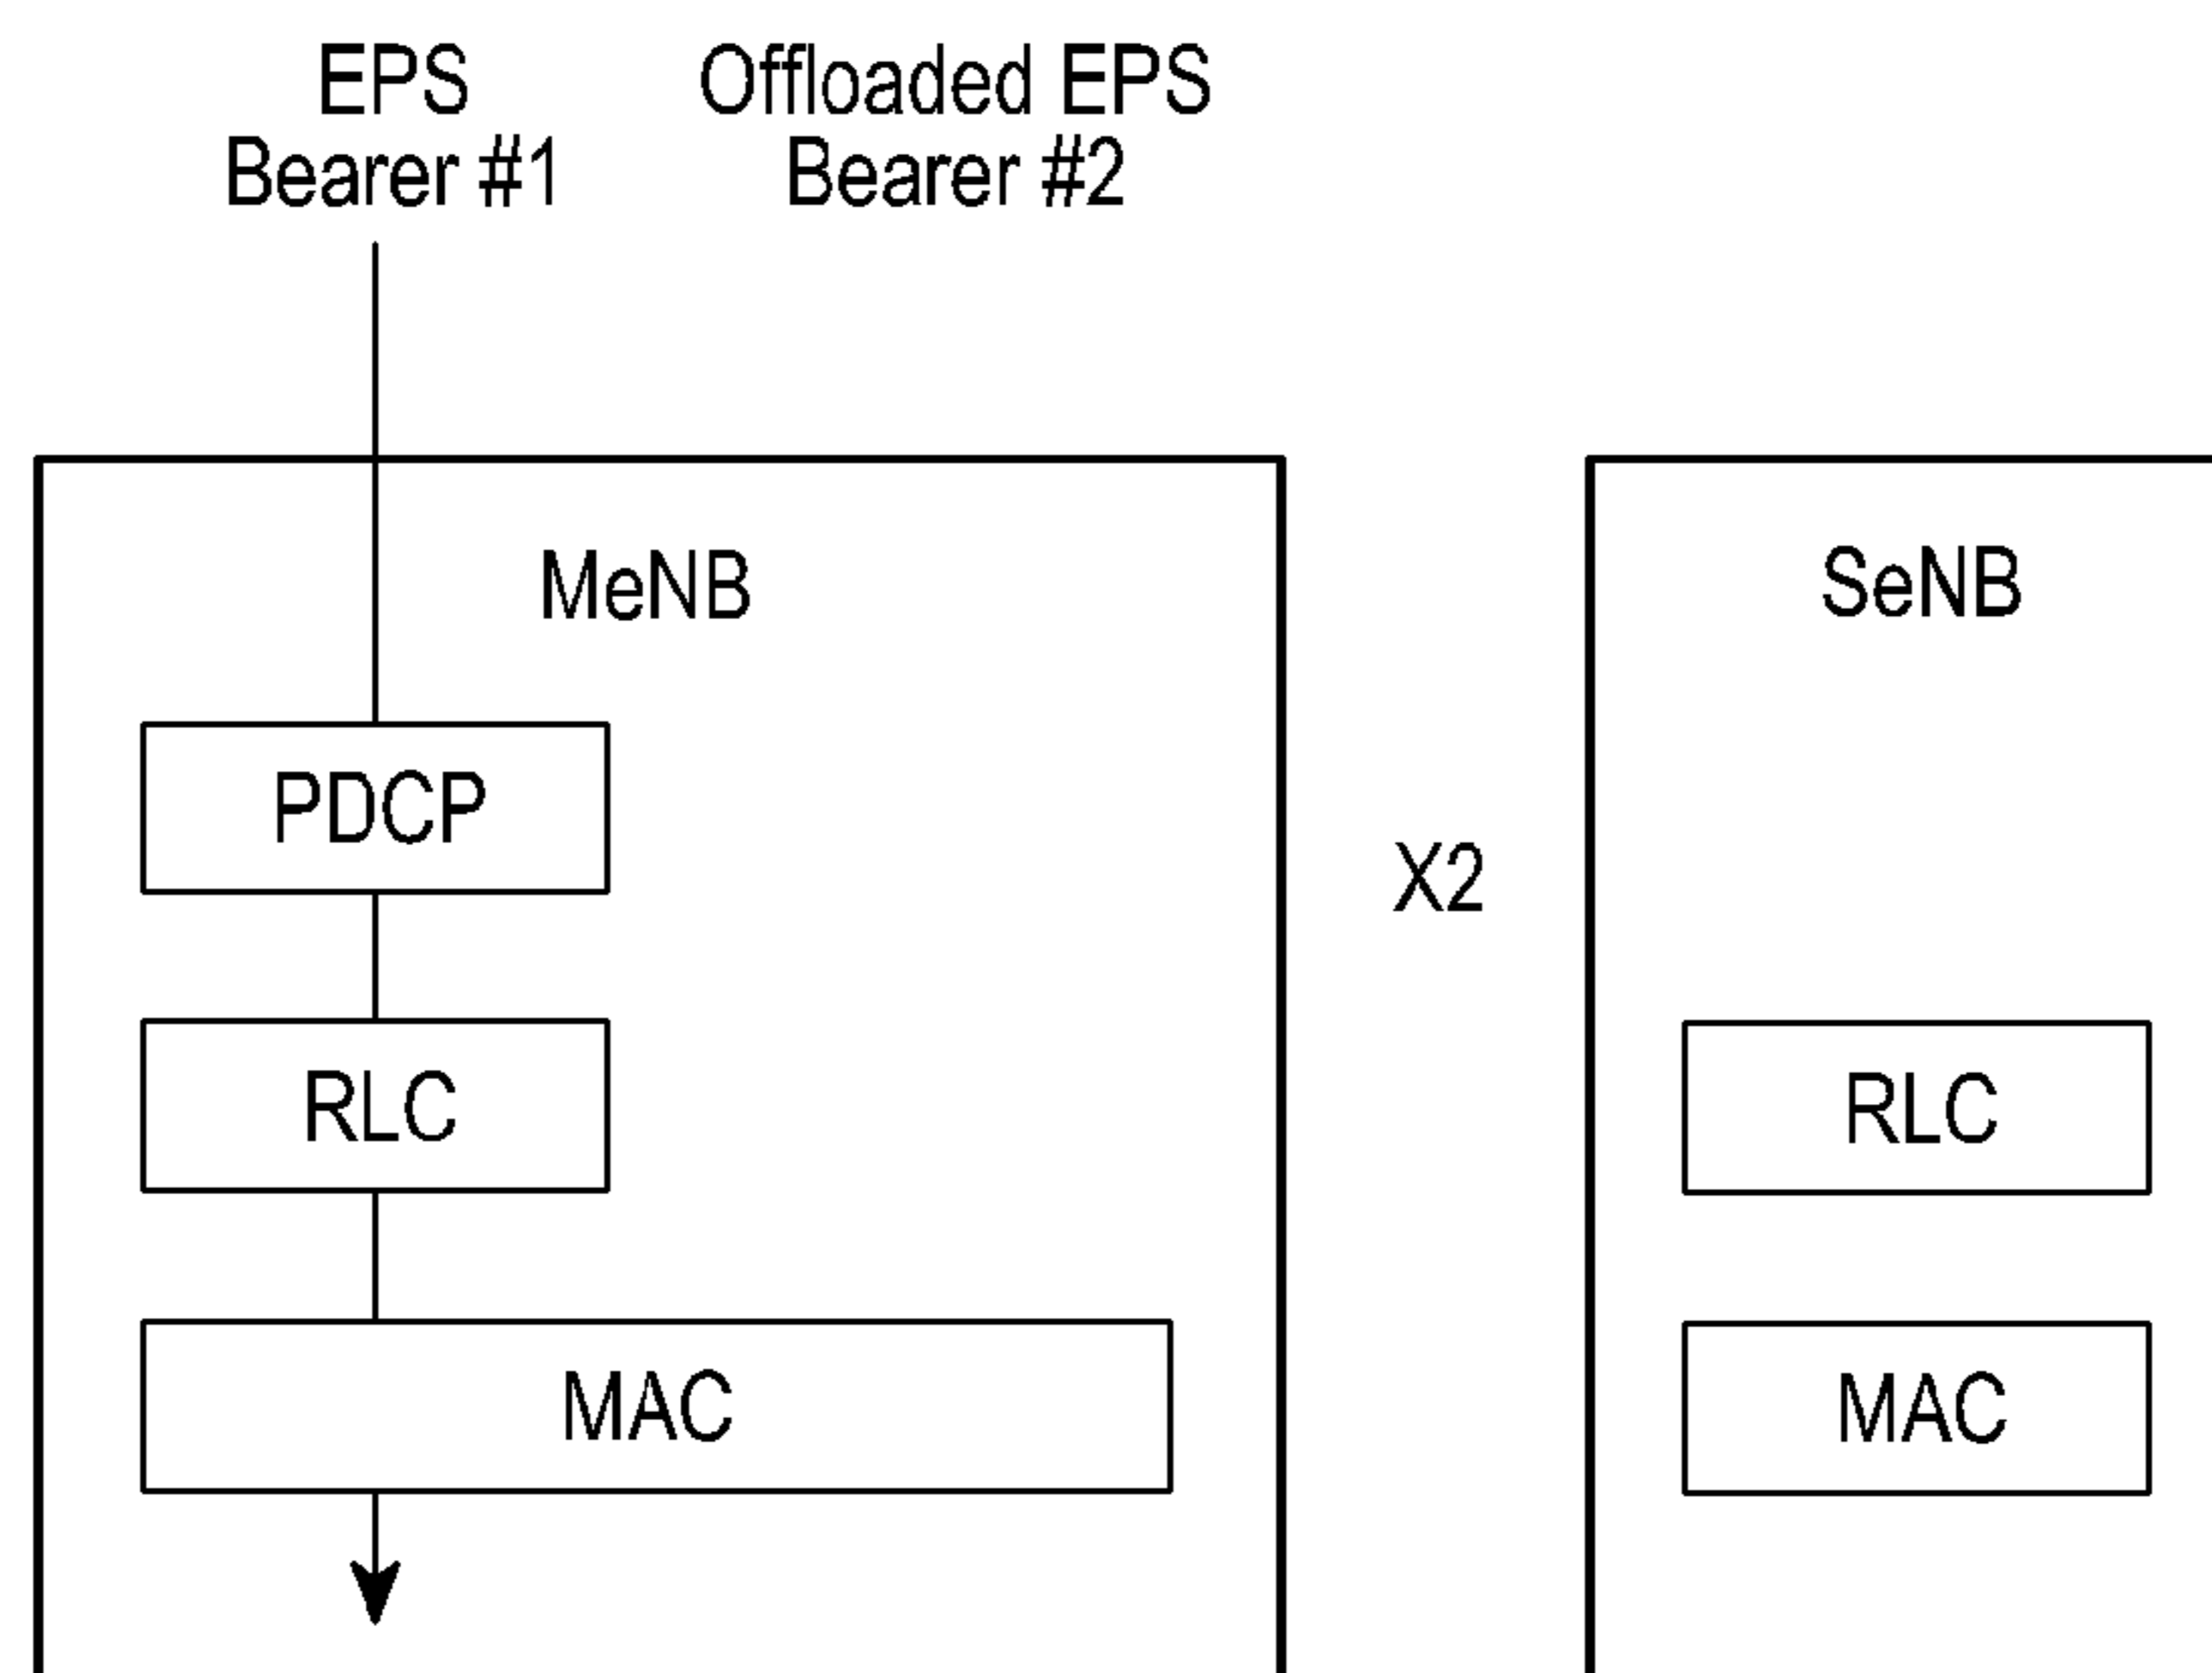 EPS
Bearer #1
Offloaded EPS
Bearer #2
MeNB
SeNB
PDCP
X2
RLC
RLC
MAC
MAC